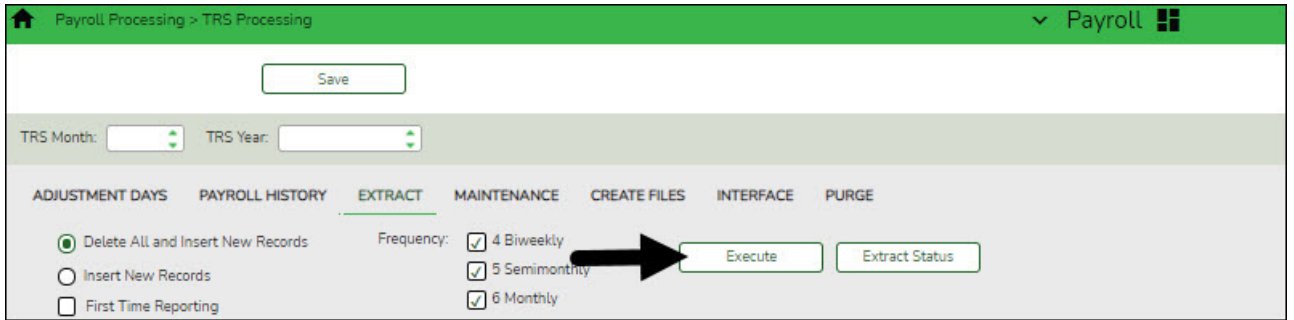 Payroll Processing > TRS Processing
Payroll
Save
TRS Month: TRS Year:
ADJUSTMENT DAYS PAYROLL HISTORY EXTRACT MAINTENANCE CREATE FILES INTERFACE PURGE
Delete All and Insert New Records Frequency: 4 Biweekly
Execute Extract Status
Insert New Records 5 Semimonthly
First Time Reporting 6 Monthly